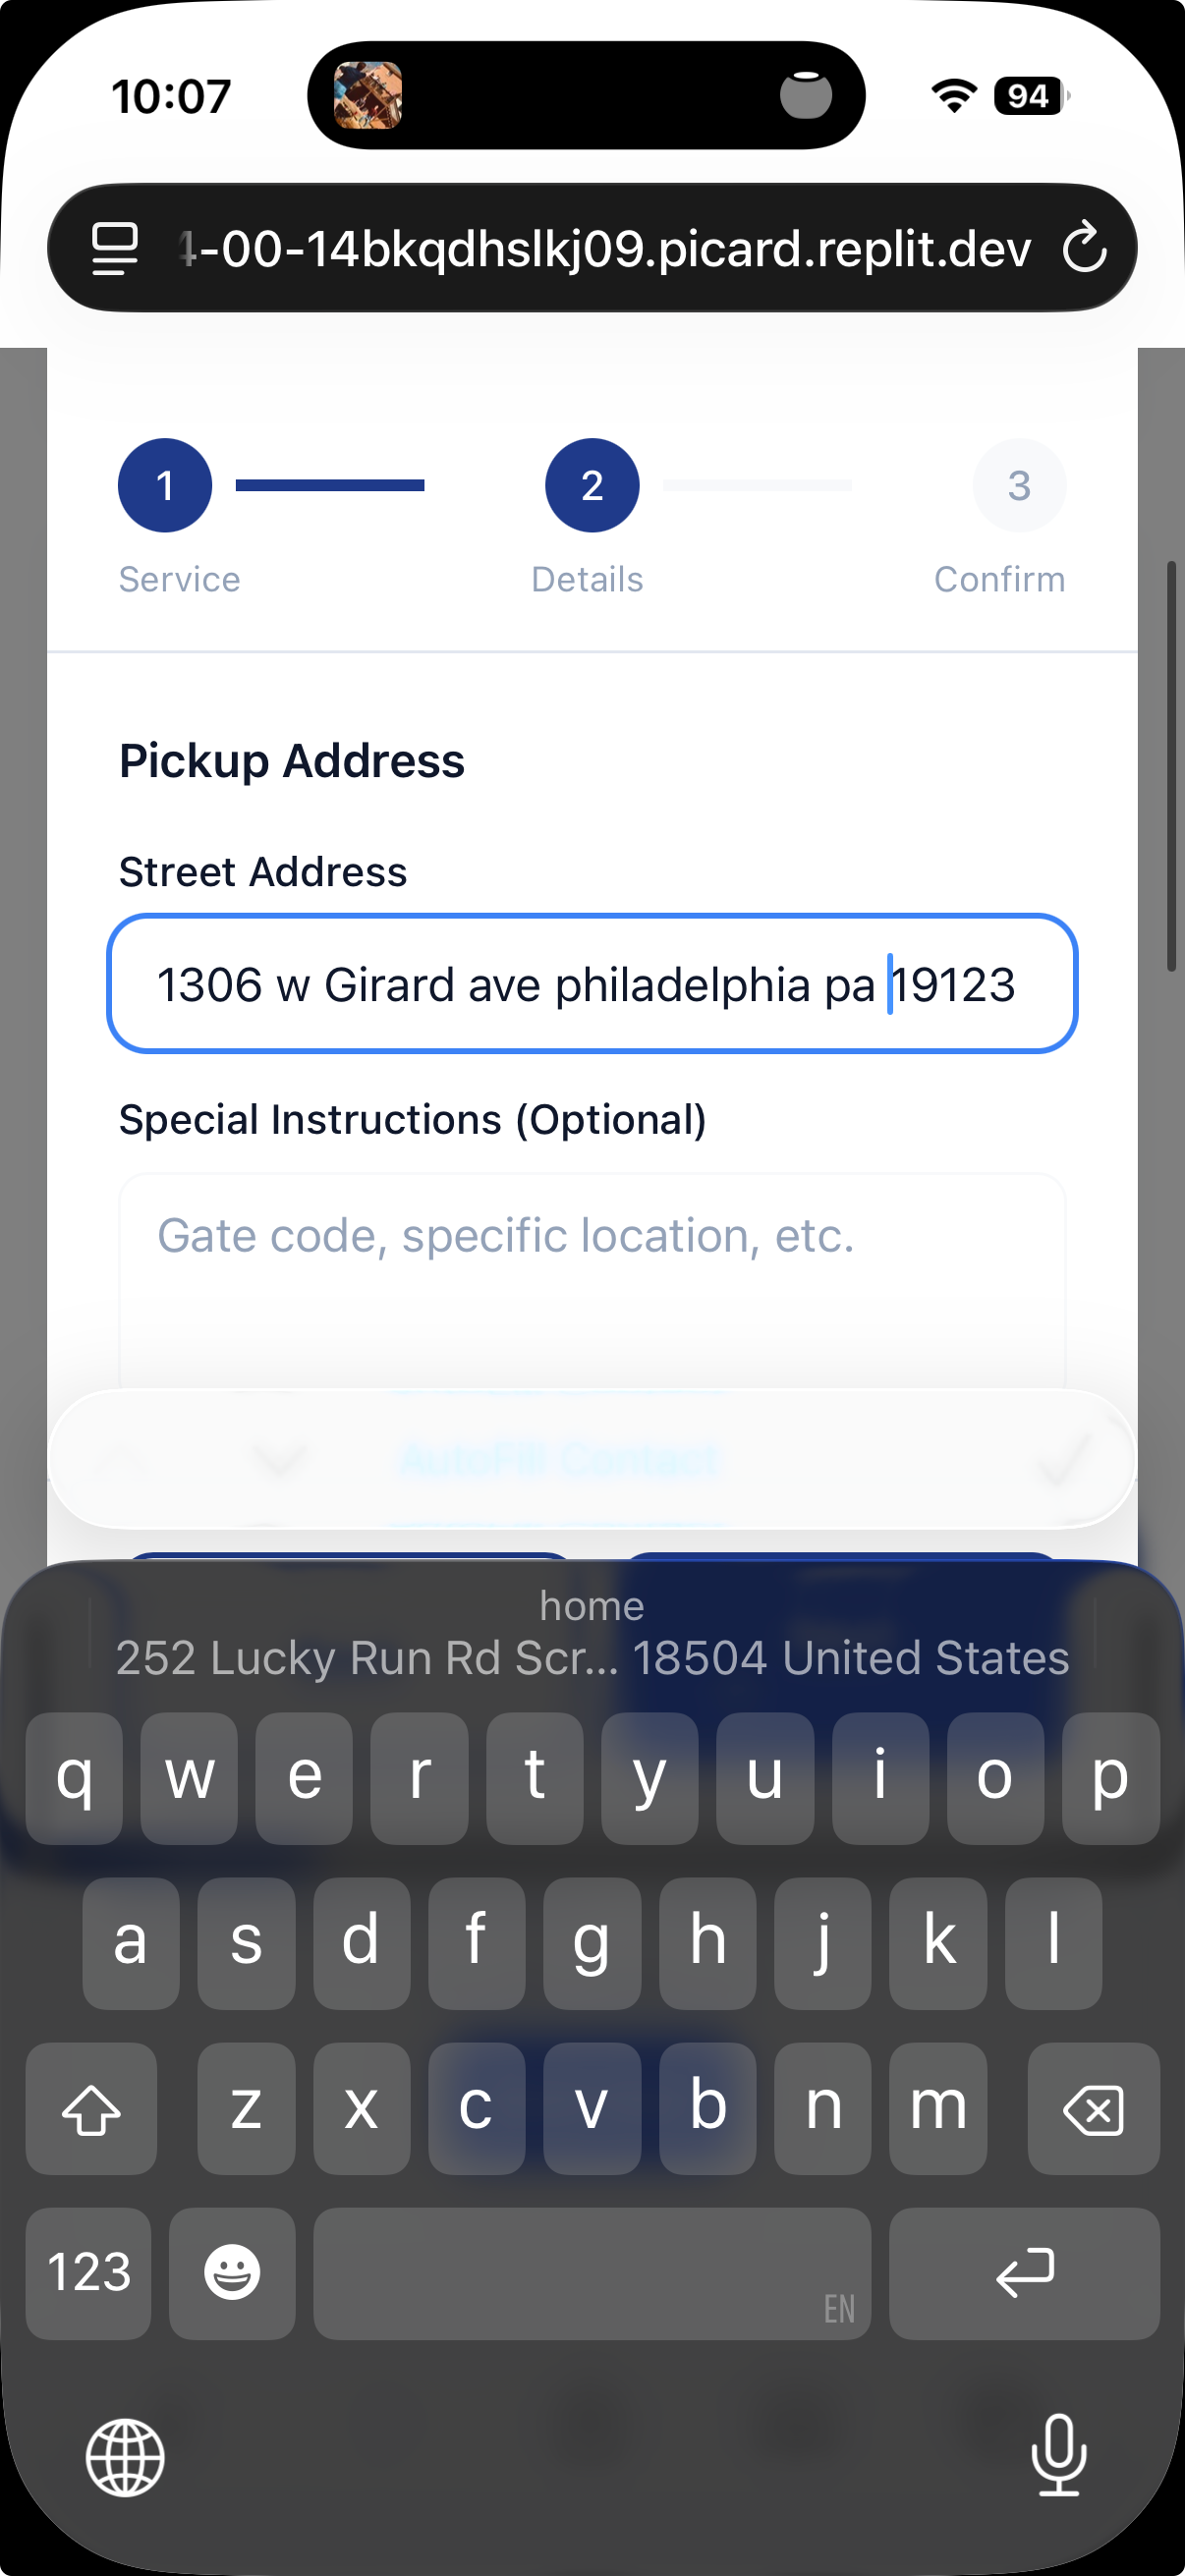 10:07
94
4-00-14bkqdhslkj09.picard.replit.dev
1 2 3
Service Details Confirm
Pickup Address
Street Address
1306 w Girard ave philadelphia pa 19123
Special Instructions (Optional)
Gate code, specific location, etc.
AutoFill Contact
home
252 Lucky Run Rd Scr... 18504 United States
q w e r t y u i o p
a s d f g h j k l
z x c v b n m
123
EN